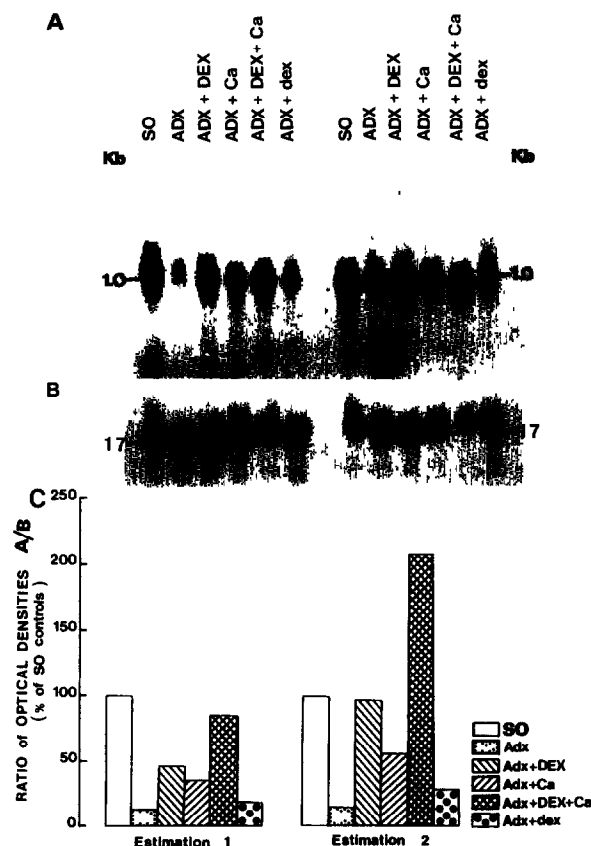 A
SO
ADX
ADX + DEX
ADX + Ca
ADX + DEX + Ca
ADX + dex
SO
ADX
ADX + DEX
ADX + Ca
ADX + DEX + Ca
ADX + dex
Kb
Kb
1.0
1.0
B
17
17
C
RATIO of OPTICAL DENSITIES A/B
(% of SO controls)
250
200
150
100
50
0
SO
Adx
Adx+DEX
Adx+Ca
Adx+DEX+Ca
Adx+dex
Estimation 1
Estimation 2